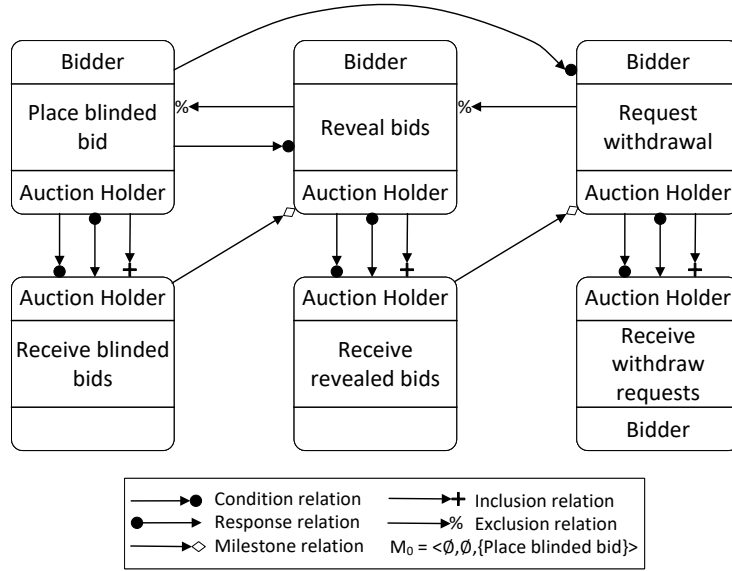 Bidder
Place blinded
bid
Auction Holder
%
Bidder
Reveal bids
Auction Holder
%
Bidder
Request
withdrawal
Auction Holder
Auction Holder
Receive blinded
bids
Auction Holder
Receive
revealed bids
Auction Holder
Receive
withdraw
requests
Bidder
Condition relation
Inclusion relation
Response relation
% Exclusion relation
Milestone relation
M₀ = <Ø,Ø,{Place blinded bid}>